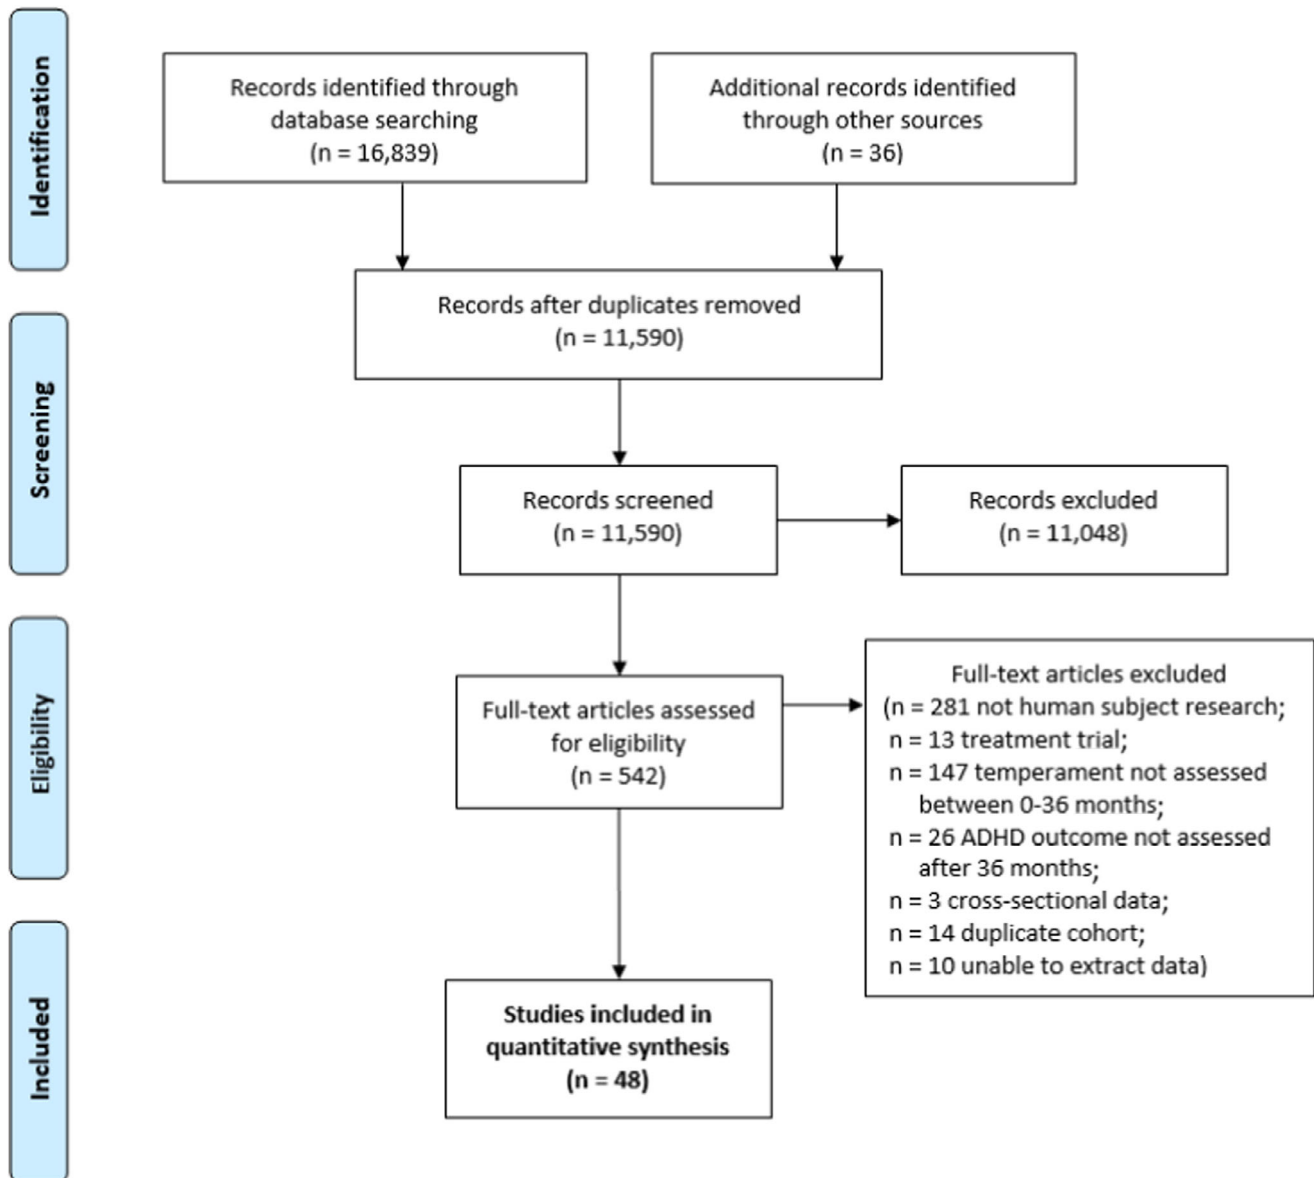 Identification
Records identified through
database searching
(n = 16,839)
Additional records identified
through other sources
(n = 36)
Records after duplicates removed
(n = 11,590)
Screening
Records screened
(n = 11,590)
Records excluded
(n = 11,048)
Eligibility
Full-text articles assessed
for eligibility
(n = 542)
Full-text articles excluded
(n = 281 not human subject research;
n = 13 treatment trial;
n = 147 temperament not assessed
between 0-36 months;
n = 26 ADHD outcome not assessed
after 36 months;
n = 3 cross-sectional data;
n = 14 duplicate cohort;
n = 10 unable to extract data)
Included
Studies included in
quantitative synthesis
(n = 48)